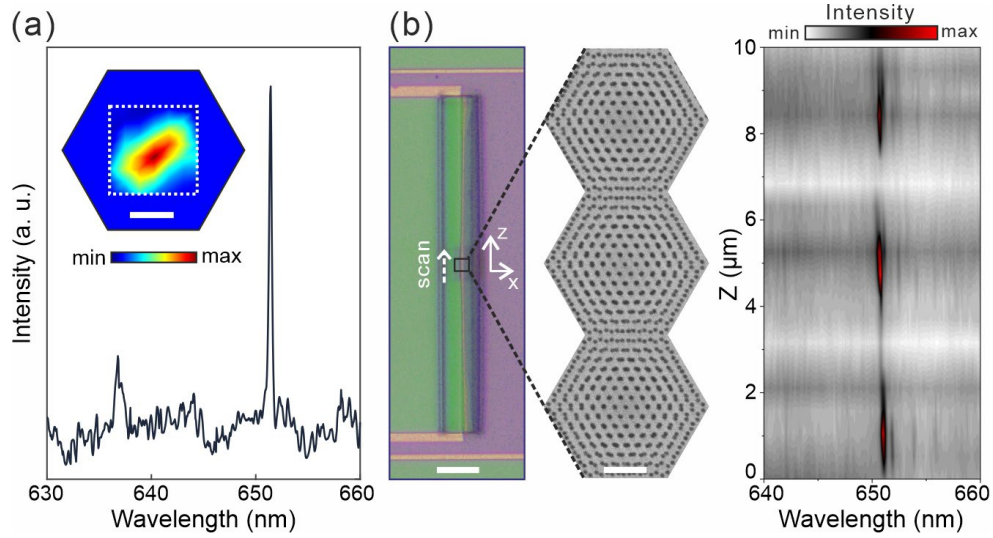 (a)
Intensity (a. u.)
min max
630 640 650 660
Wavelength (nm)
(b)
scan
z
x
Intensity
min max
Z (µm)
10
8
6
4
2
0
640 650 660
Wavelength (nm)